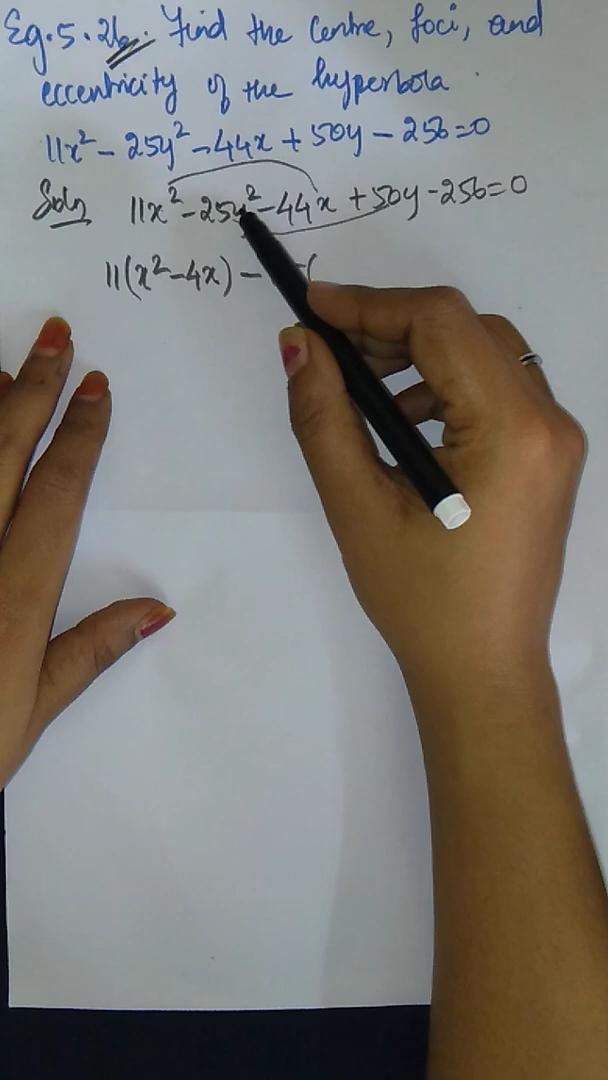 Eg.5.26. Find the Centre, foci, and
eccentricity of the hyperbola.
11x² - 25y² - 44x + 50y - 256 = 0
Soln 11x² - 25y² - 44x + 50y - 256 = 0
11(x² - 4x) -